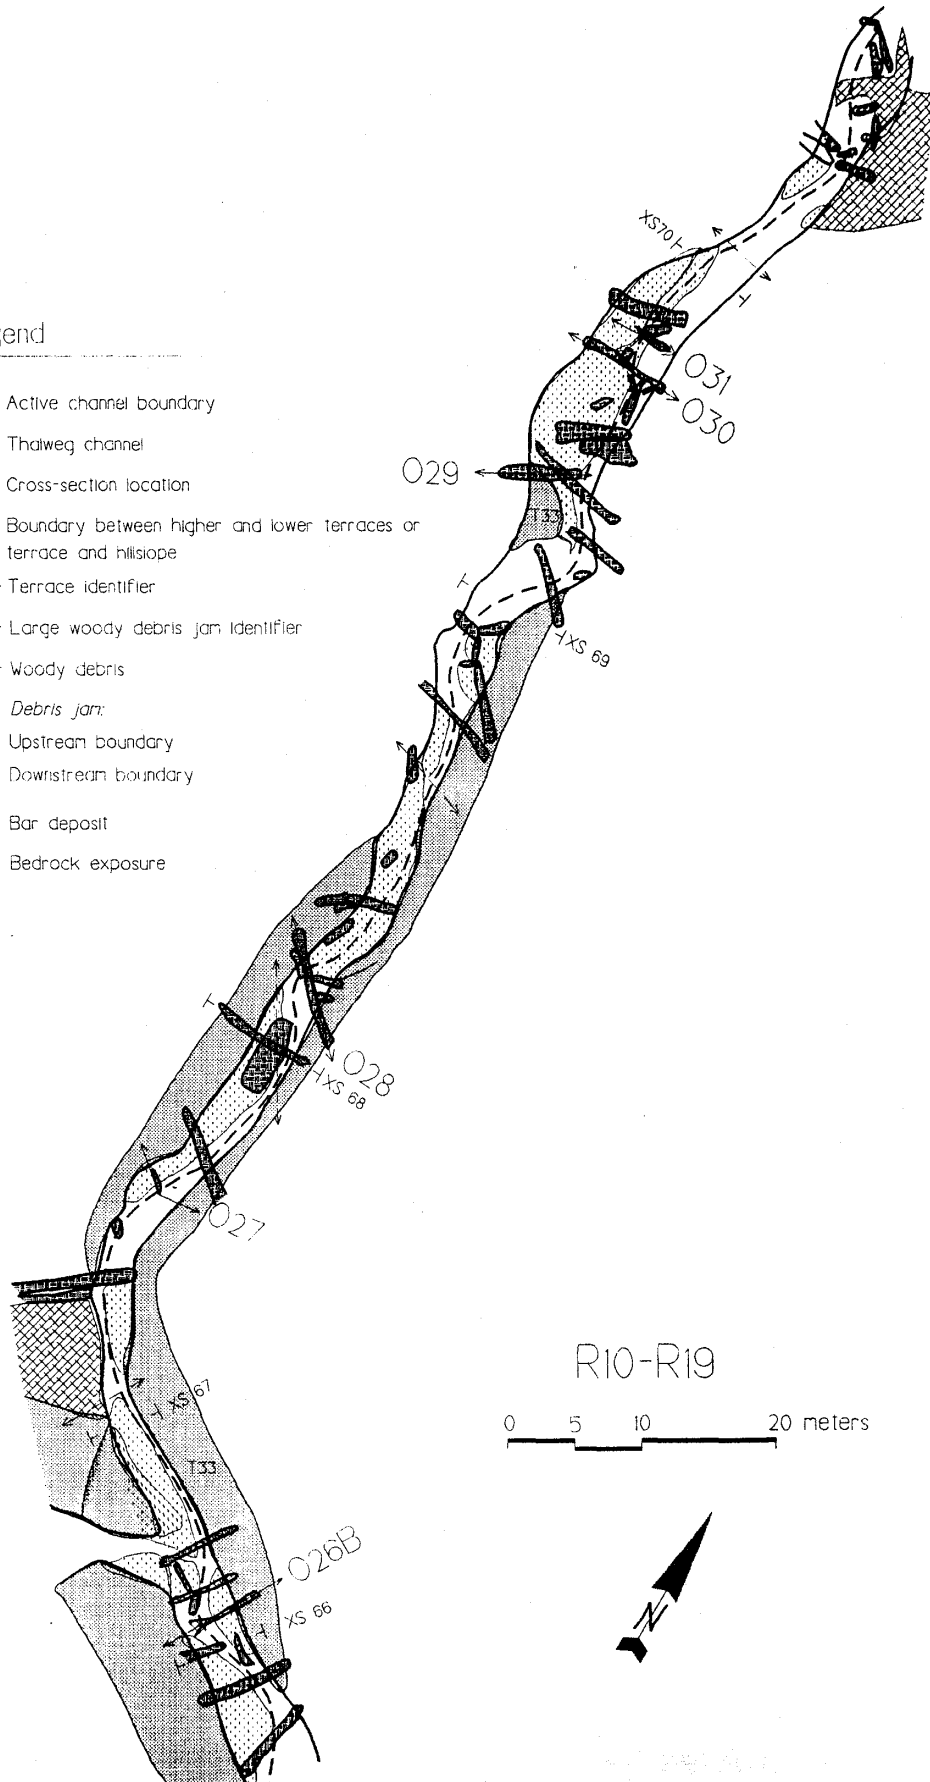 gend
Active channel boundary
Thalweg channel
Cross-section location
Boundary between higher and lower terraces or
terrace and hillslope
Terrace identifier
Large woody debris jam identifier
Woody debris
Debris jam:
Upstream boundary
Downstream boundary
Bar deposit
Bedrock exposure
XS70
O31
O30
O29
T33
XS 69
O28
XS 68
O27
XS 67
T33
O26B
XS 66
R10-R19
0 5 10 20 meters
N